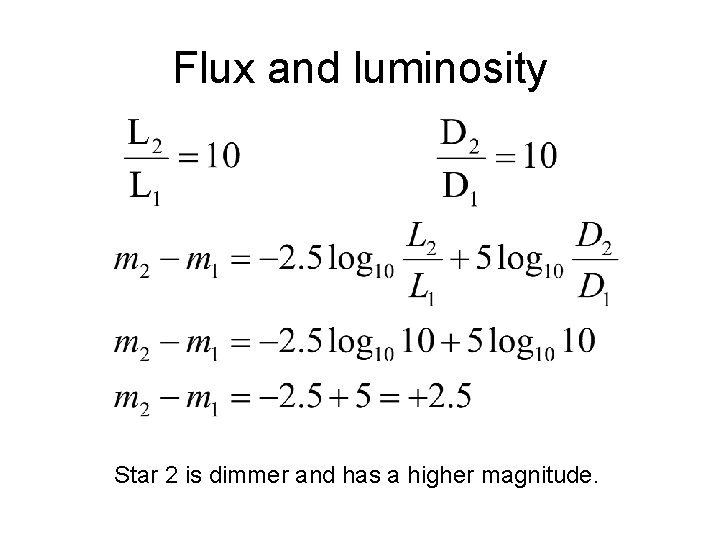 Flux and luminosity
L₂/L₁ = 10
D₂/D₁ = 10
m₂ − m₁ = −2.5 log₁₀ L₂/L₁ + 5 log₁₀ D₂/D₁
m₂ − m₁ = −2.5 log₁₀ 10 + 5 log₁₀ 10
m₂ − m₁ = −2.5 + 5 = +2.5
Star 2 is dimmer and has a higher magnitude.